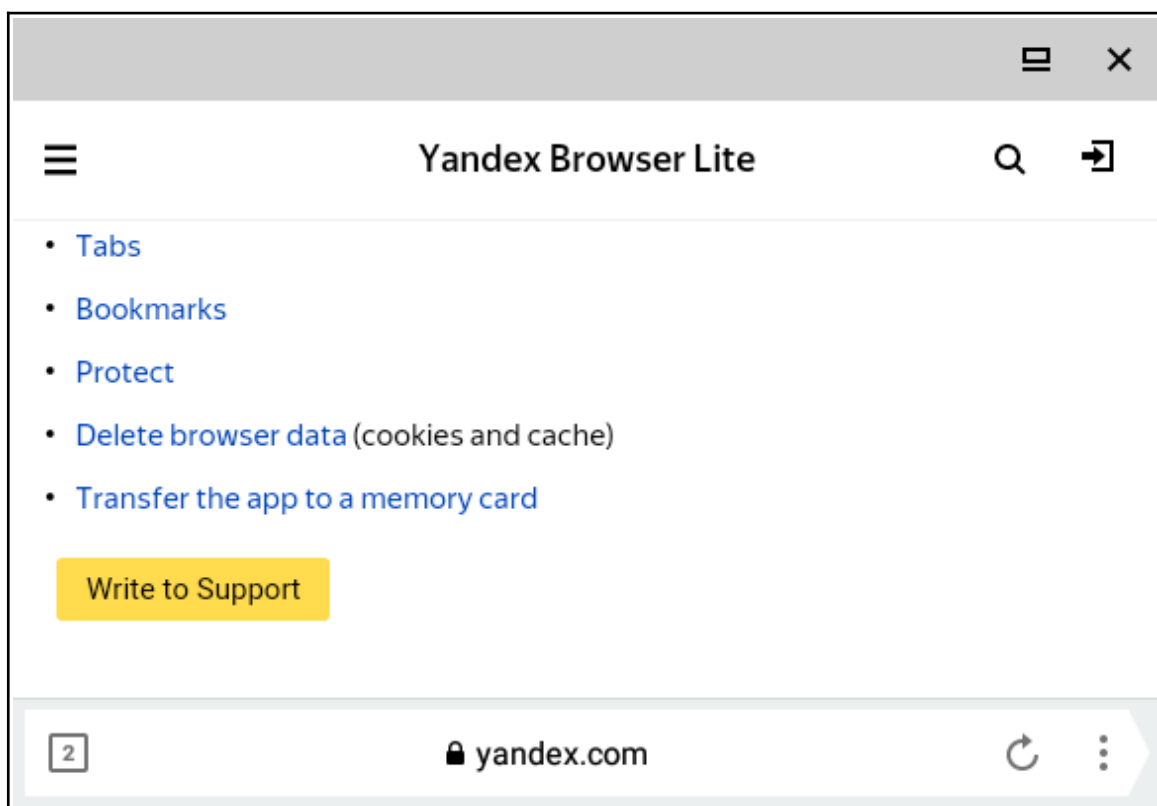 Yandex Browser Lite
• Tabs
• Bookmarks
• Protect
• Delete browser data (cookies and cache)
• Transfer the app to a memory card
Write to Support
2 yandex.com